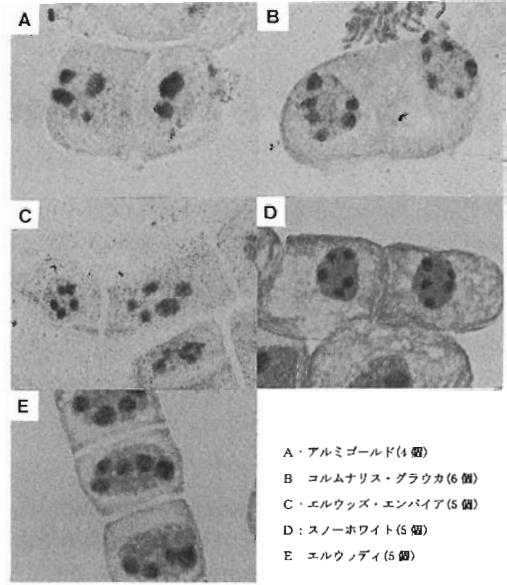 A
B
C
D
E
A・アルミゴールド(4個)
B コルムナリス・グラウカ(6個)
C・エルウッズ・エンパイア(5個)
D：スノーホワイト(5個)
E エルウッディ(5個)